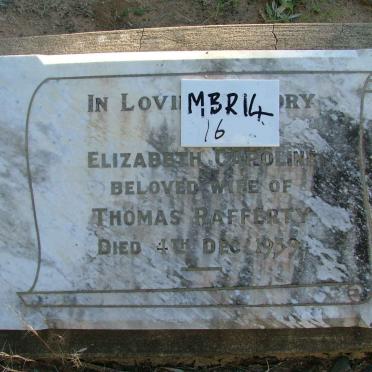 IN LOVI
ORY
MBR14
16
ELIZABETH CAROLINE
BELOVED WIFE OF
THOMAS RAFFERTY
DIED 4TH DEC.